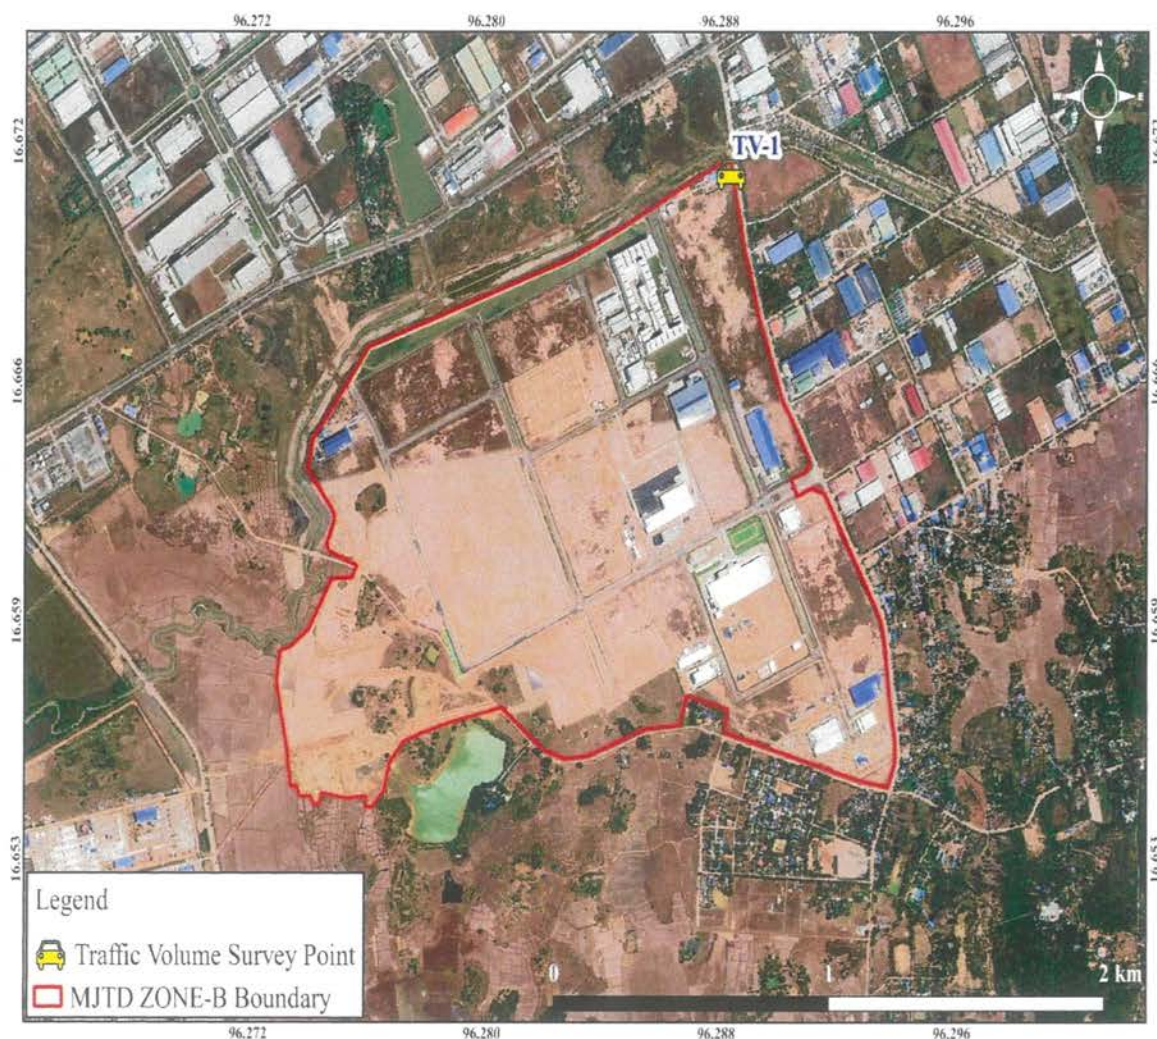 96.272 96.280 96.288 96.296
N
E
S
16.672 16.672
TV-1
16.666 16.666
16.659 16.659
16.653 16.653
Legend
Traffic Volume Survey Point
MJTD ZONE-B Boundary
0 1 2 km
96.272 96.280 96.288 96.296